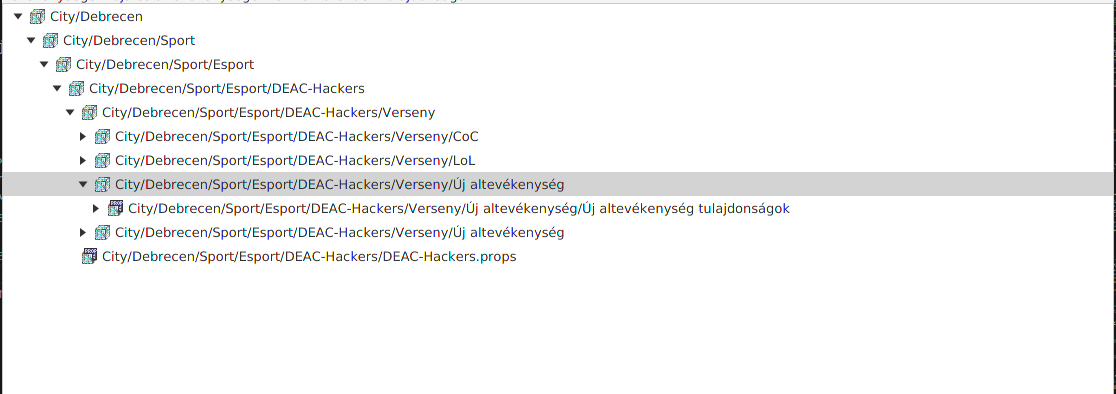 City/Debrecen
City/Debrecen/Sport
City/Debrecen/Sport/Esport
City/Debrecen/Sport/Esport/DEAC-Hackers
City/Debrecen/Sport/Esport/DEAC-Hackers/Verseny
City/Debrecen/Sport/Esport/DEAC-Hackers/Verseny/CoC
City/Debrecen/Sport/Esport/DEAC-Hackers/Verseny/LoL
City/Debrecen/Sport/Esport/DEAC-Hackers/Verseny/Új altevékenység
City/Debrecen/Sport/Esport/DEAC-Hackers/Verseny/Új altevékenység/Új altevékenység tulajdonságok
City/Debrecen/Sport/Esport/DEAC-Hackers/Verseny/Új altevékenység
City/Debrecen/Sport/Esport/DEAC-Hackers/DEAC-Hackers.props